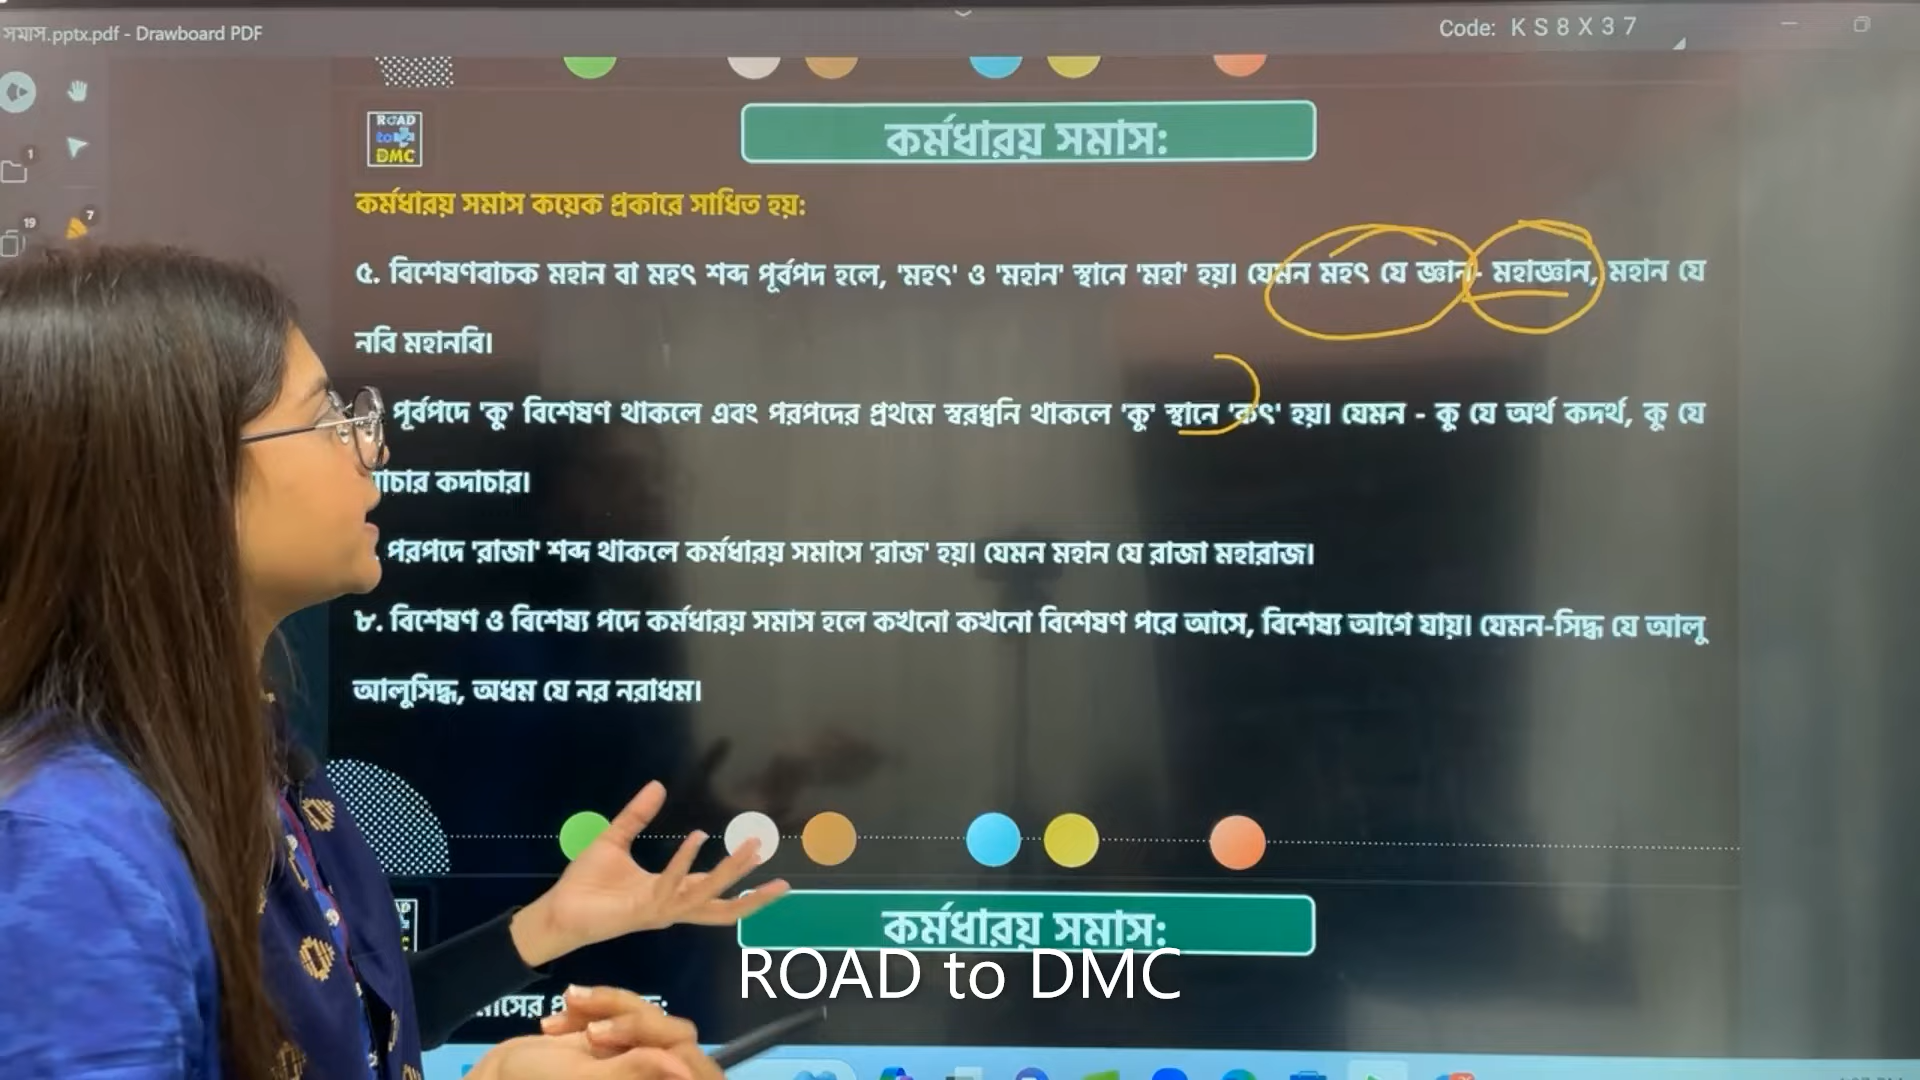 সমাস.pptx.pdf - Drawboard PDF
Code: KS8X37
ROAD
to
DMC
কর্মধারয় সমাস:
1
19
7
কর্মধারয় সমাস কয়েক প্রকারে সাধিত হয়:
৫. বিশেষণবাচক মহান বা মহৎ শব্দ পূর্বপদ হলে, 'মহৎ' ও 'মহান' স্থানে 'মহা' হয়। যেমন মহৎ যে জ্ঞান- মহাজ্ঞান, মহান যে
নবি মহানবি।
পূর্বপদে 'কু' বিশেষণ থাকলে এবং পরপদের প্রথমে স্বরধ্বনি থাকলে 'কু' স্থানে 'কৎ' হয়। যেমন - কু যে অর্থ কদর্থ, কু যে
াচার কদাচার।
পরপদে 'রাজা' শব্দ থাকলে কর্মধারয় সমাসে 'রাজ' হয়। যেমন মহান যে রাজা মহারাজ।
৮. বিশেষণ ও বিশেষ্য পদে কর্মধারয় সমাস হলে কখনো কখনো বিশেষণ পরে আসে, বিশেষ্য আগে যায়। যেমন-সিদ্ধ যে আলু
আলুসিদ্ধ, অধম যে নর নরাধম।
কর্মধারয় সমাস:
ROAD to DMC